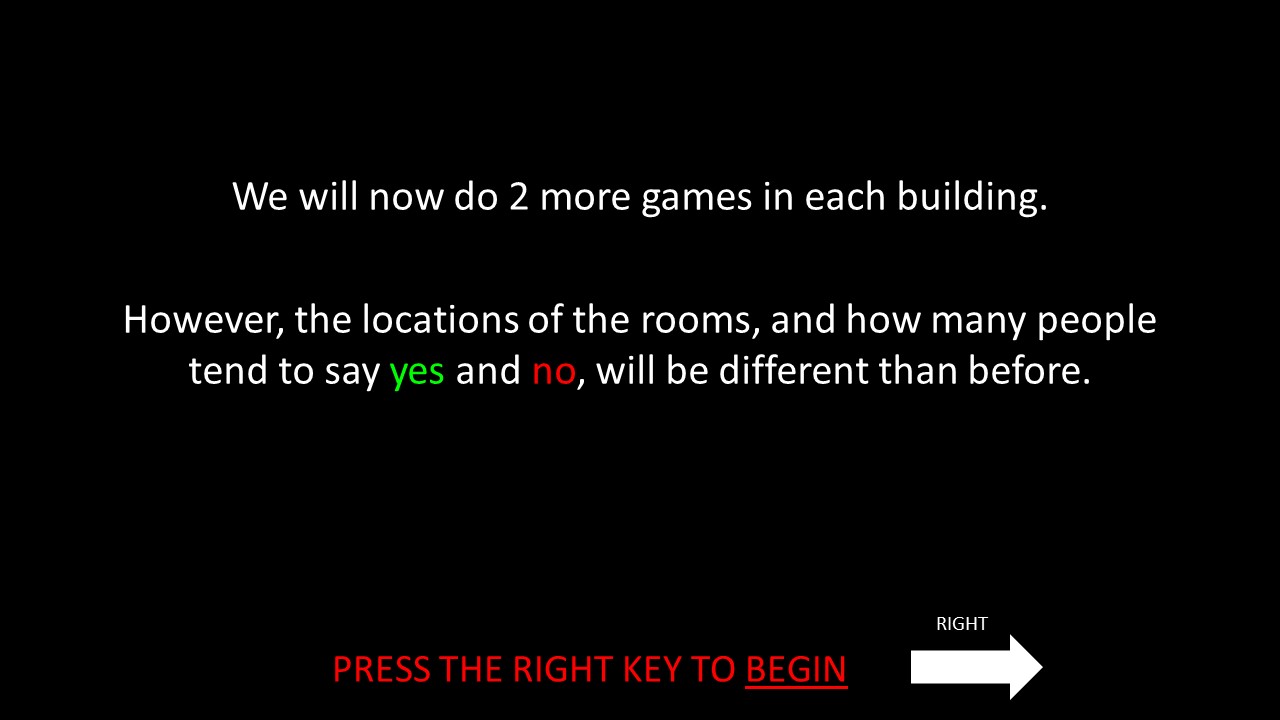 We will now do 2 more games in each building.
However, the locations of the rooms, and how many people
tend to say yes and no, will be different than before.
RIGHT
PRESS THE RIGHT KEY TO BEGIN